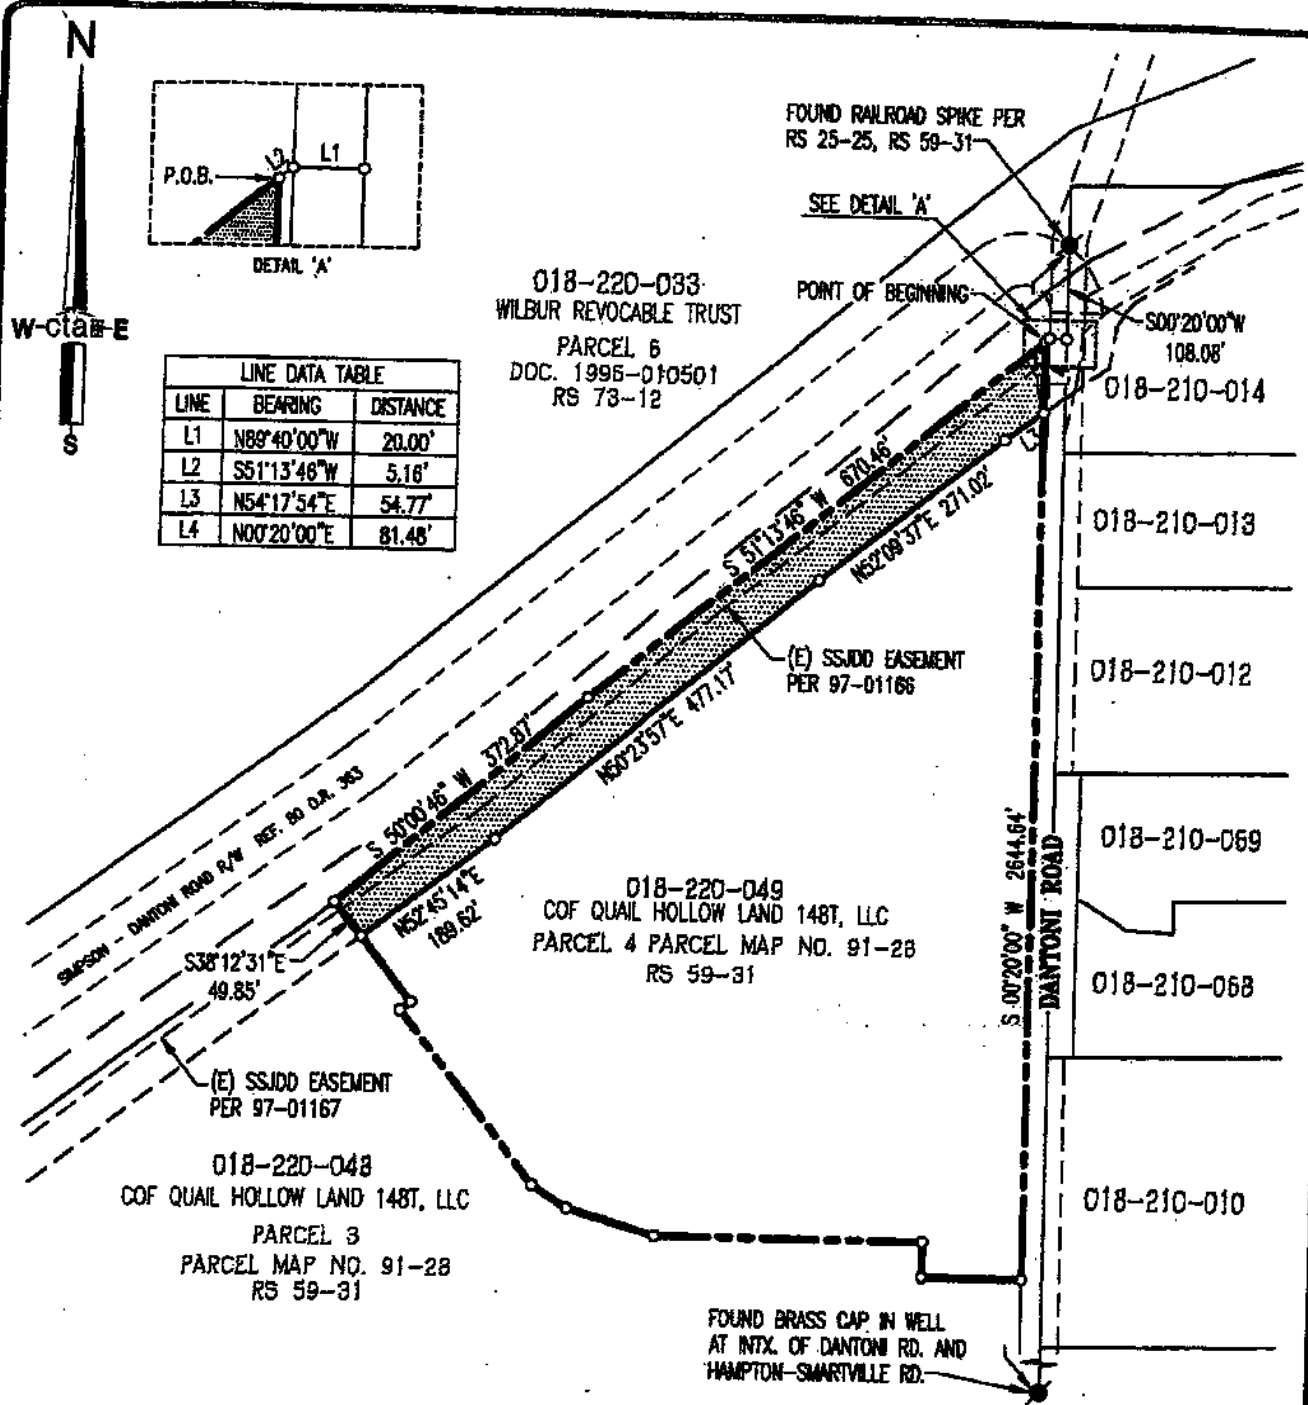 N
W-cta-E
S
P.O.B.
L2
L1
DETAIL 'A'
LINE DATA TABLE
LINE BEARING DISTANCE
L1 N89°40'00"W 20.00'
L2 S51°13'46"W 5.16'
L3 N54°17'54"E 54.77'
L4 N00°20'00"E 81.48'
FOUND RAILROAD SPIKE PER
RS 25-25, RS 59-31
SEE DETAIL 'A'
POINT OF BEGINNING
S00°20'00"W
108.08'
018-220-033
WILBUR REVOCABLE TRUST
PARCEL 6
DOC. 1996-010501
RS 73-12
018-210-014
L3
018-210-013
S 51°13'46" W 670.46'
N52°09'37"E 271.02'
(E) SSJDD EASEMENT
PER 97-01166
018-210-012
S 50°00'46" W 372.87'
N50°23'57"E 477.17'
SIMPSON - DANTONI ROAD R/W REF. 80 O.R. 363
018-210-069
N52°45'14"E
189.62'
018-220-049
COF QUAIL HOLLOW LAND 148T, LLC
PARCEL 4 PARCEL MAP NO. 91-28
RS 59-31
S 00°20'00" W 2644.64'
DANTONI ROAD
S38°12'31"E
49.85'
018-210-068
(E) SSJDD EASEMENT
PER 97-01167
018-220-048
COF QUAIL HOLLOW LAND 148T, LLC
PARCEL 3
PARCEL MAP NO. 91-28
RS 59-31
018-210-010
FOUND BRASS CAP IN WELL
AT INTX. OF DANTONI RD. AND
HAMPTON-SMARTVILLE RD.